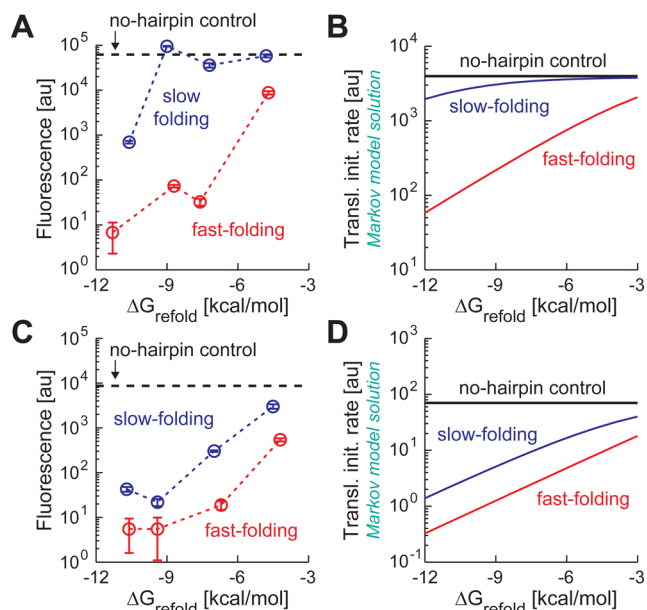 A
no-hairpin control
Fluorescence [au]
10^5
10^4
10^3
10^2
10^1
10^0
slow
folding
fast-folding
-12
-9
-6
-3
ΔG_refold [kcal/mol]
B
Transl. init. rate [au]
Markov model solution
10^4
10^3
10^2
10^1
no-hairpin control
slow-folding
fast-folding
-12
-9
-6
-3
ΔG_refold [kcal/mol]
C
no-hairpin control
Fluorescence [au]
10^5
10^4
10^3
10^2
10^1
10^0
slow-folding
fast-folding
-12
-9
-6
-3
ΔG_refold [kcal/mol]
D
Transl. init. rate [au]
Markov model solution
10^3
10^2
10^1
10^0
10^-1
no-hairpin control
slow-folding
fast-folding
-12
-9
-6
-3
ΔG_refold [kcal/mol]